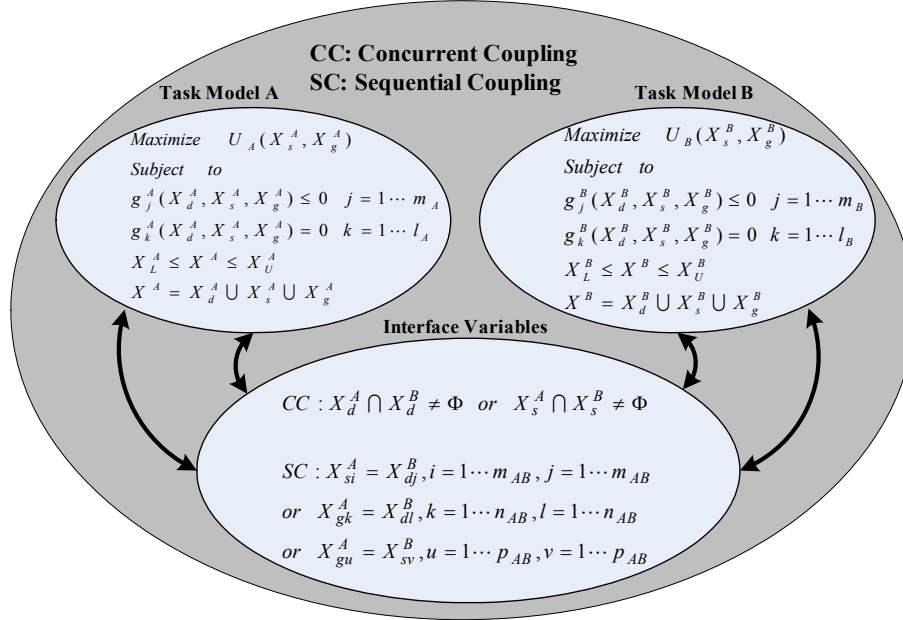 CC: Concurrent Coupling
SC: Sequential Coupling
Task Model A
Maximize U_A(X_s^A, X_g^A)
Subject to
g_j^A(X_d^A, X_s^A, X_g^A) ≤ 0 j = 1⋯m_A
g_k^A(X_d^A, X_s^A, X_g^A) = 0 k = 1⋯l_A
X_L^A ≤ X^A ≤ X_U^A
X^A = X_d^A ∪ X_s^A ∪ X_g^A
Task Model B
Maximize U_B(X_s^B, X_g^B)
Subject to
g_j^B(X_d^B, X_s^B, X_g^B) ≤ 0 j = 1⋯m_B
g_k^B(X_d^B, X_s^B, X_g^B) = 0 k = 1⋯l_B
X_L^B ≤ X^B ≤ X_U^B
X^B = X_d^B ∪ X_s^B ∪ X_g^B
Interface Variables
CC : X_d^A ∩ X_d^B ≠ Φ or X_s^A ∩ X_s^B ≠ Φ
SC : X_si^A = X_dj^B, i = 1⋯m_AB, j = 1⋯m_AB
or X_gk^A = X_dl^B, k = 1⋯n_AB, l = 1⋯n_AB
or X_gu^A = X_sv^B, u = 1⋯p_AB, v = 1⋯p_AB